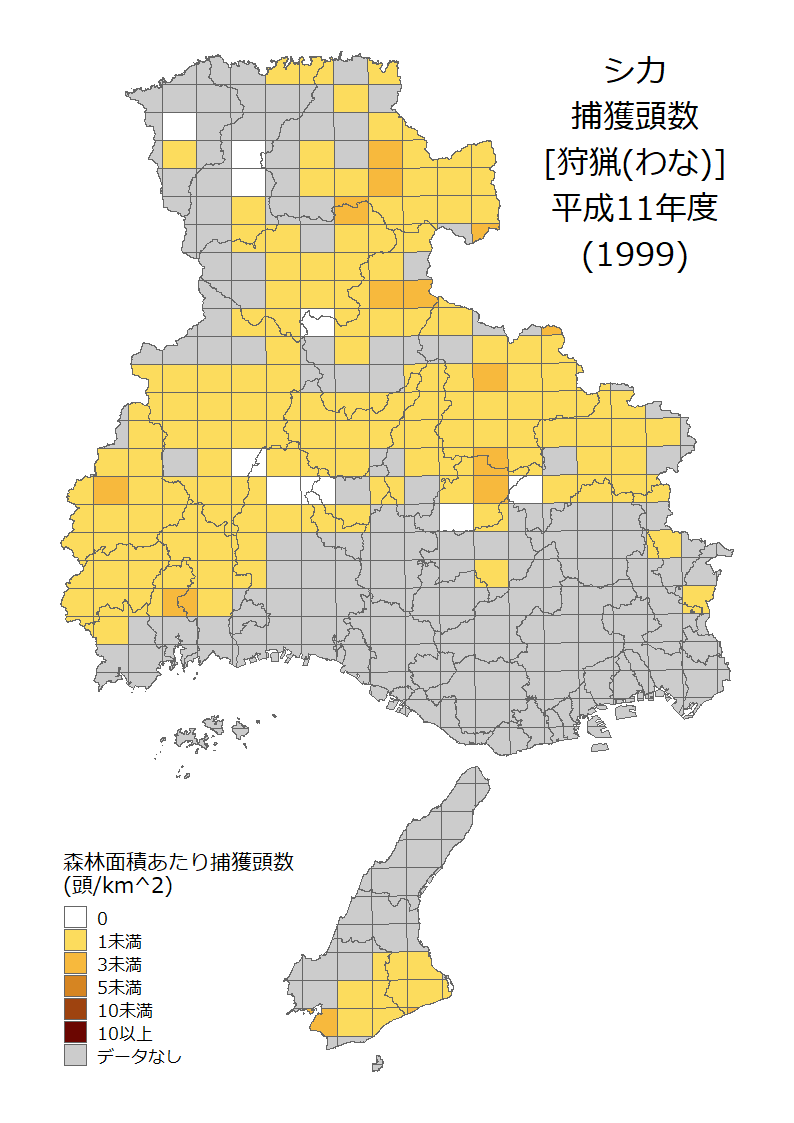 シカ
捕獲頭数
[狩猟(わな)]
平成11年度
(1999)
森林面積あたり捕獲頭数
(頭/km^2)
0
1未満
3未満
5未満
10未満
10以上
データなし